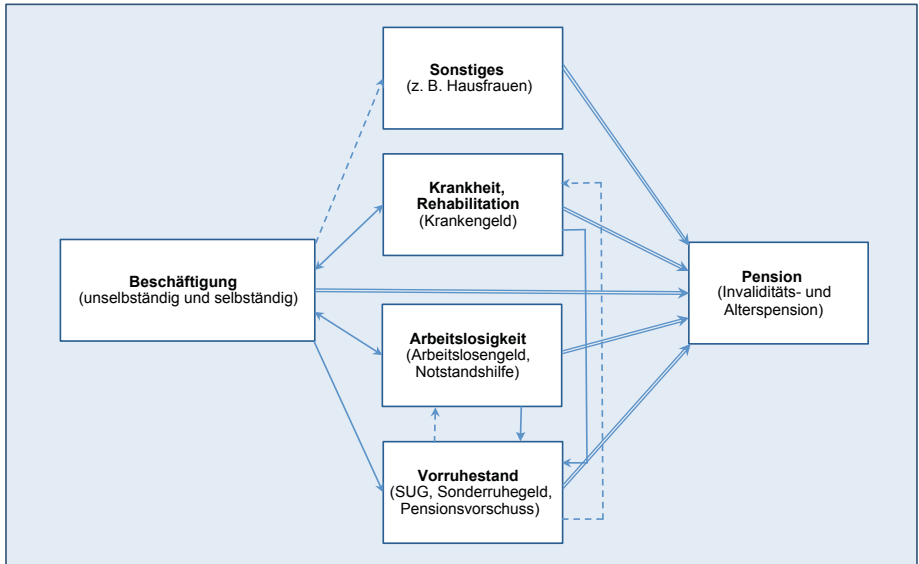 Sonstiges
(z. B. Hausfrauen)
Krankheit,
Rehabilitation
(Krankengeld)
Beschäftigung
(unselbständig und selbständig)
Pension
(Invaliditäts- und
Alterspension)
Arbeitslosigkeit
(Arbeitslosengeld,
Notstandshilfe)
Vorruhestand
(SUG, Sonderruhegeld,
Pensionsvorschuss)